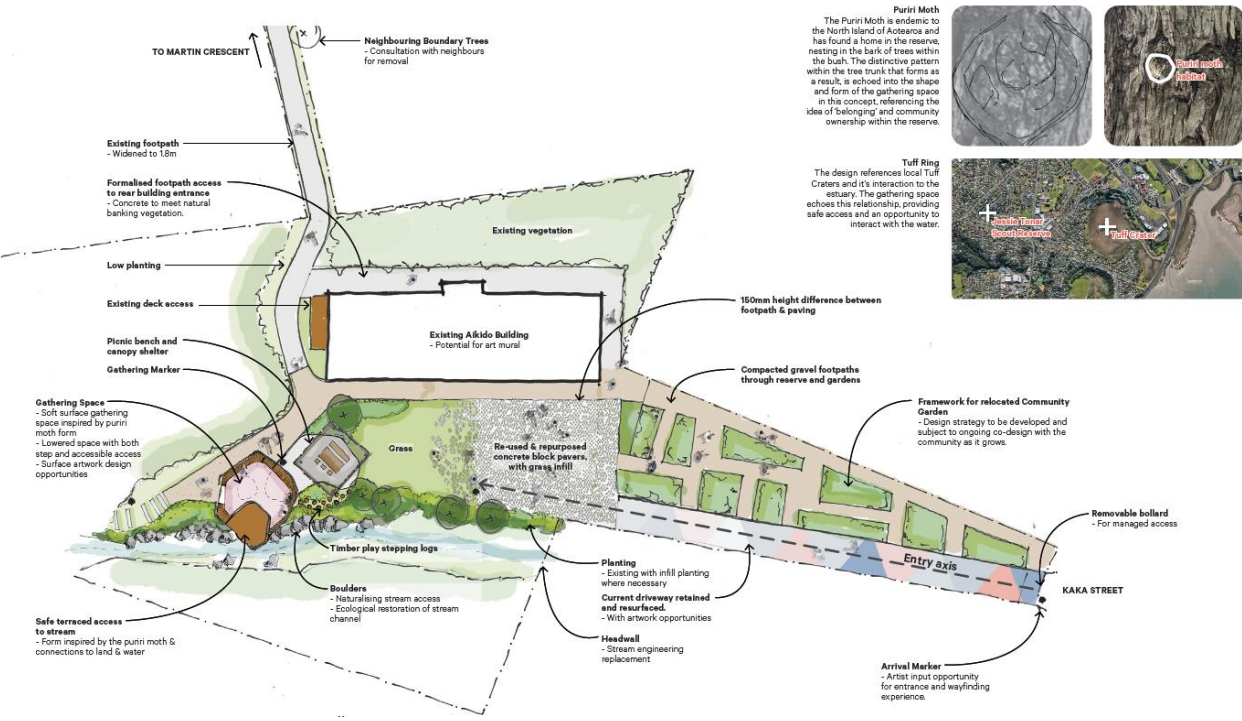 TO MARTIN CRESCENT
Neighbouring Boundary Trees
- Consultation with neighbours
for removal
Existing footpath
- Widened to 1.8m
Formalised footpath access
to rear building entrance
- Concrete to meet natural
banking vegetation.
Low planting
Existing deck access
Picnic bench and
canopy shelter
Gathering Marker
Gathering Space
- Soft surface gathering
space inspired by puriri
moth form
- Lowered space with both
step and accessible access
- Surface artwork design
opportunities
Safe terraced access
to stream
- Form inspired by the puriri moth &
connections to land & water
Existing vegetation
Existing Aikido Building
- Potential for art mural
Grass
Re-used & repurposed
concrete block pavers,
with grass infill
Timber play stepping logs
Boulders
- Naturalising stream access
- Ecological restoration of stream
channel
Planting
- Existing with infill planting
where necessary
Current driveway retained
and resurfaced.
- With artwork opportunities
Headwall
- Stream engineering
replacement
150mm height difference between
footpath & paving
Compacted gravel footpaths
through reserve and gardens
Framework for relocated Community
Garden
- Design strategy to be developed and
subject to ongoing co-design with the
community as it grows.
Removable bollard
- For managed access
Entry axis
KAKA STREET
Arrival Marker
- Artist input opportunity
for entrance and wayfinding
experience.
Puriri Moth
The Puriri Moth is endemic to
the North Island of Aotearoa and
has found a home in the reserve,
nesting in the bark of trees within
the bush. The distinctive pattern
within the tree trunk that forms as
a result, is echoed into the shape
and form of the gathering space
in this concept, referencing the
idea of 'belonging' and community
ownership within the reserve.
Puriri moth
habitat
Tuff Ring
The design references local Tuff
Craters and it's interaction to the
estuary. The gathering space
echoes this relationship, providing
safe access and an opportunity to
interact with the water.
Jessie Tonar
Scout Reserve
Tuff Crater